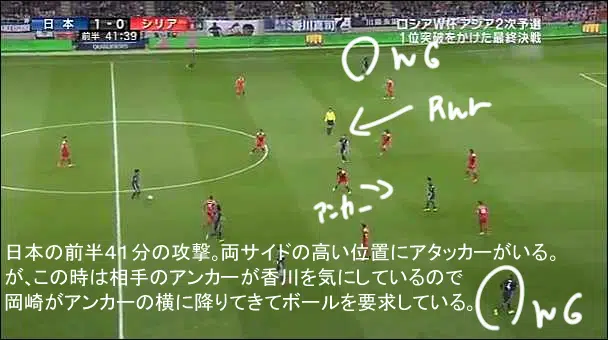 日本 1-0 シリア
前半 41:39
ロシアW杯アジア2次予選
1位突破をかけた最終決戦
香川真司
QUALIFIERS
WG
アンカー
日本の前半41分の攻撃。両サイドの高い位置にアタッカーがいる。
が、この時は相手のアンカーが香川を気にしているので
岡崎がアンカーの横に降りてきてボールを要求している。
WG